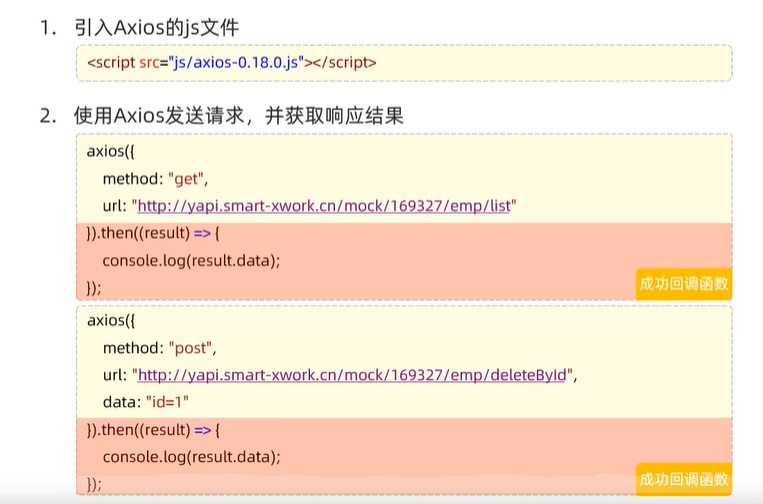 1. 引入Axios的js文件
<script src="js/axios-0.18.0.js"></script>
2. 使用Axios发送请求，并获取响应结果
axios({
method: "get",
url: "http://yapi.smart-xwork.cn/mock/169327/emp/list"
}).then((result) => {
console.log(result.data);
});
成功回调函数
axios({
method: "post",
url: "http://yapi.smart-xwork.cn/mock/169327/emp/deleteById",
data: "id=1"
}).then((result) => {
console.log(result.data);
});
成功回调函数